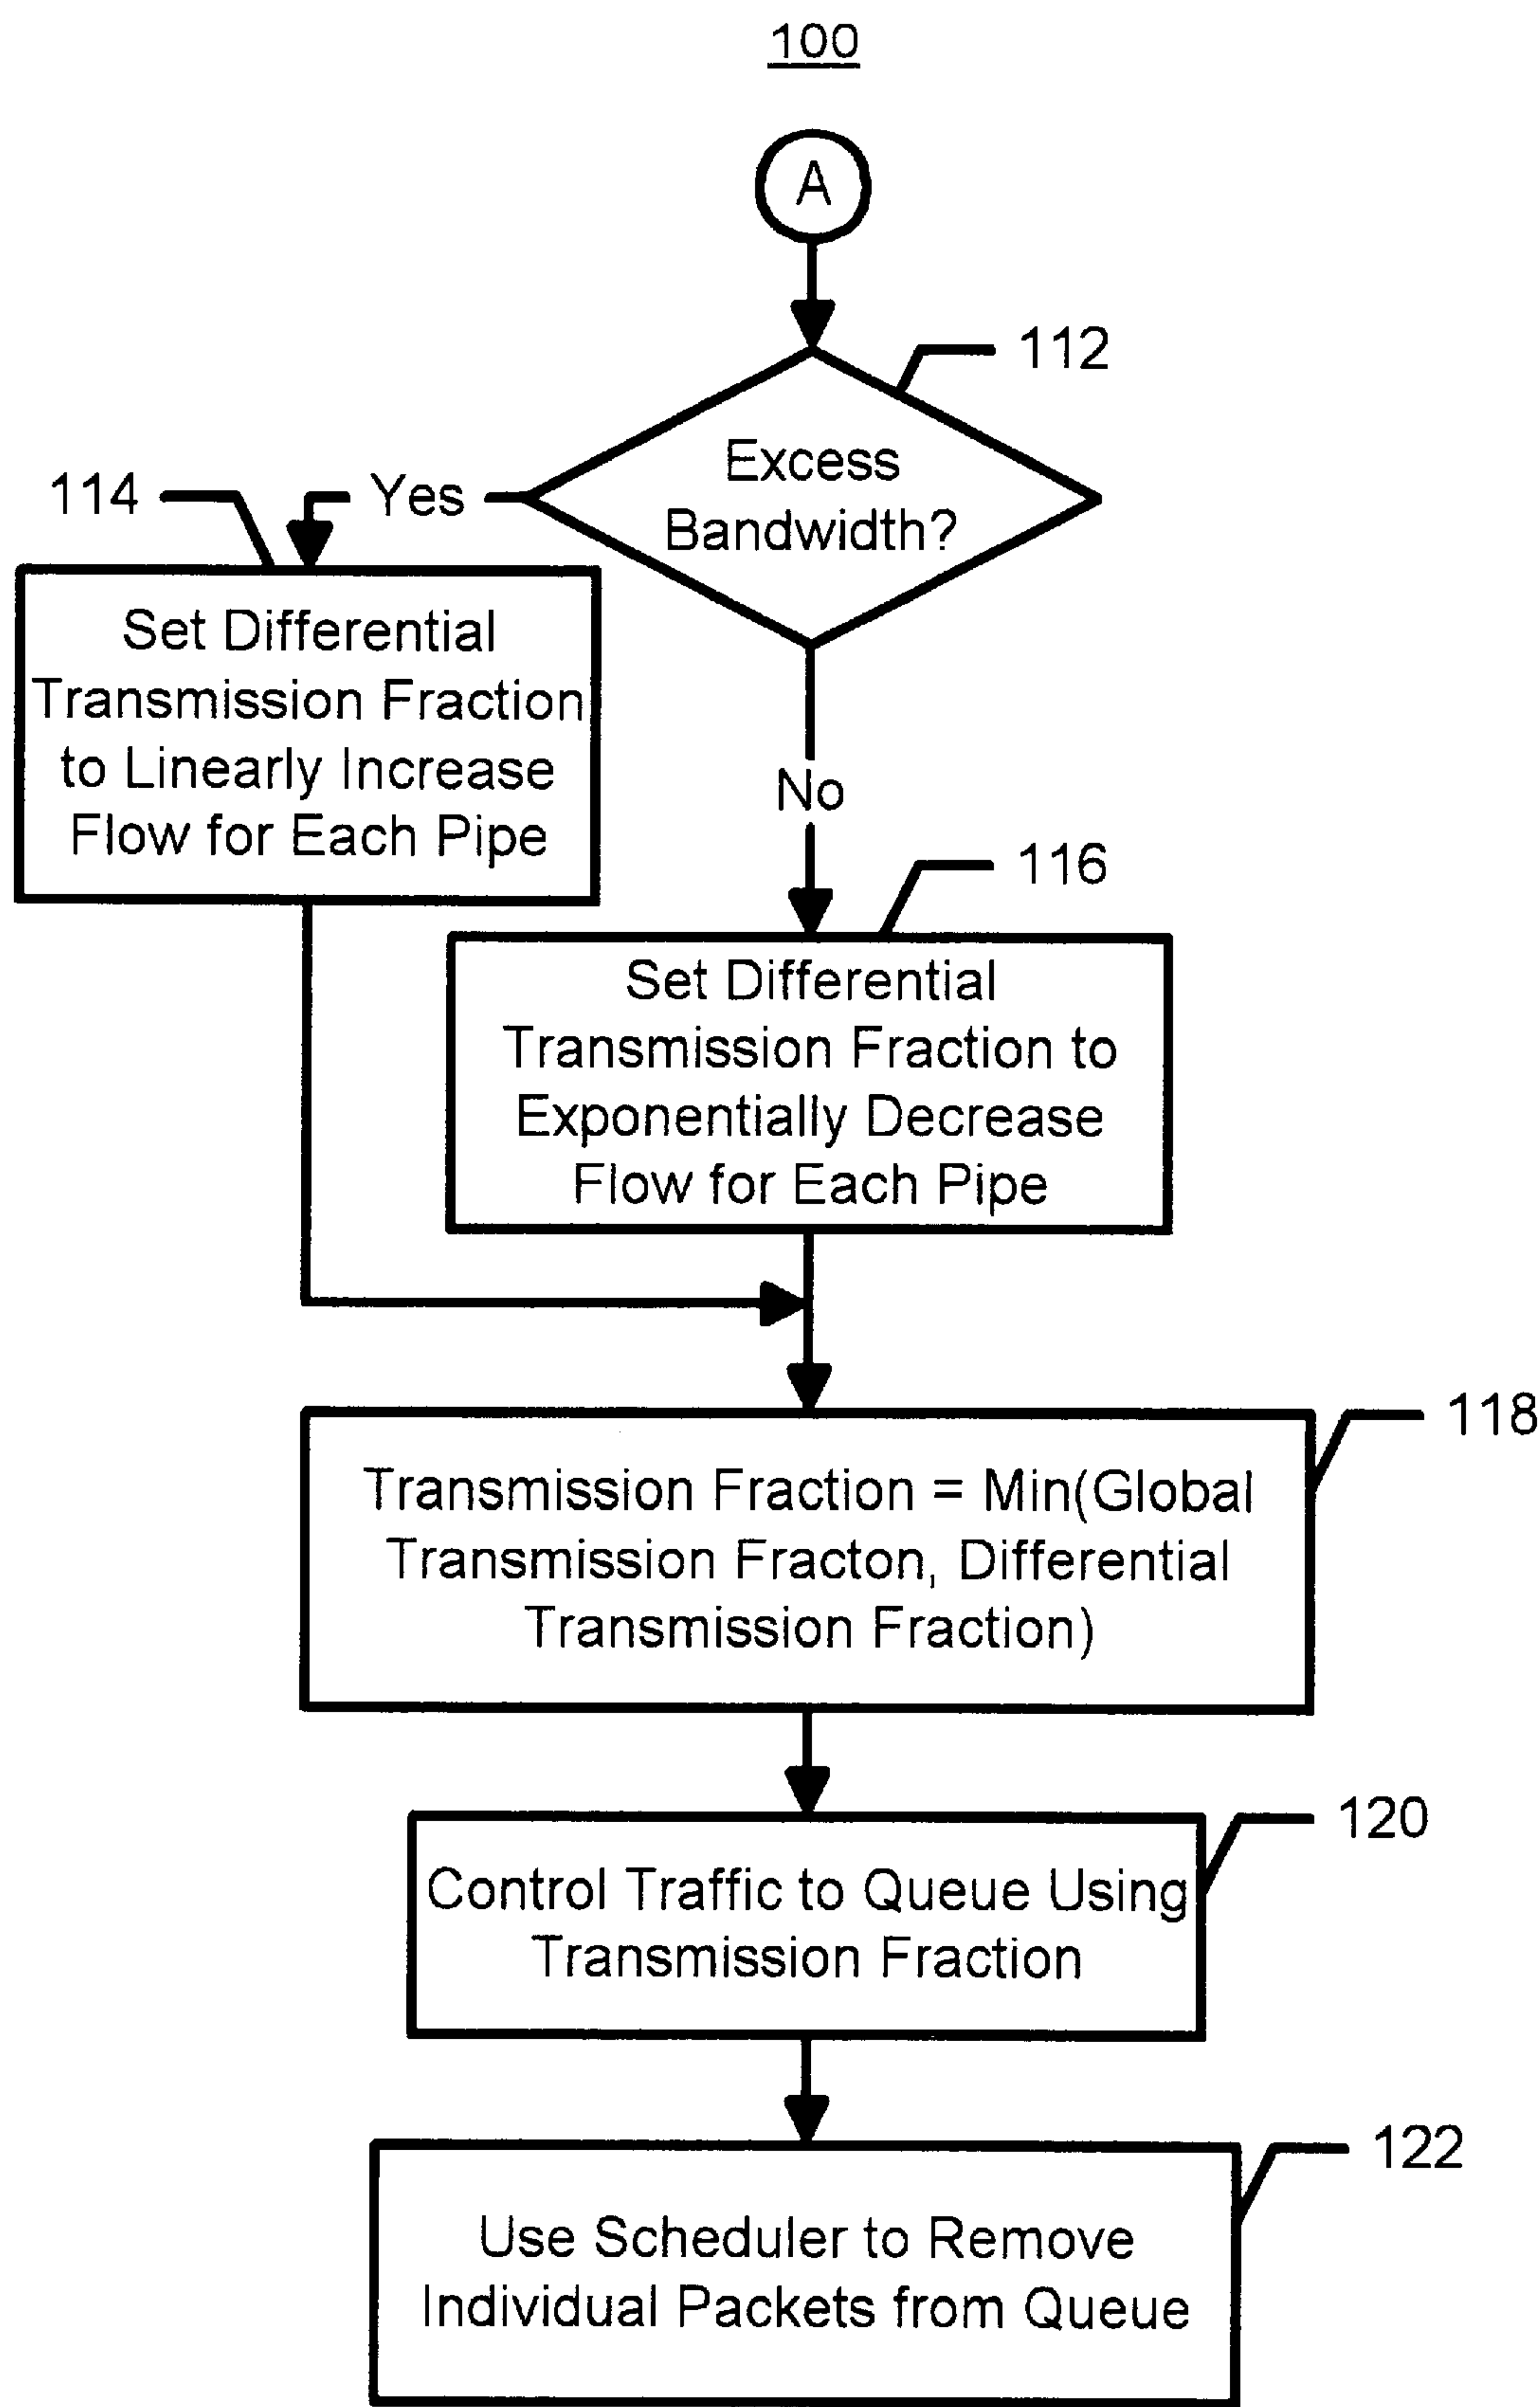 100
A
112
Excess
Bandwidth?
Yes
114
Set Differential
Transmission Fraction
to Linearly Increase
Flow for Each Pipe
No
116
Set Differential
Transmission Fraction to
Exponentially Decrease
Flow for Each Pipe
118
Transmission Fraction = Min(Global
Transmission Fracton, Differential
Transmission Fraction)
120
Control Traffic to Queue Using
Transmission Fraction
122
Use Scheduler to Remove
Individual Packets from Queue